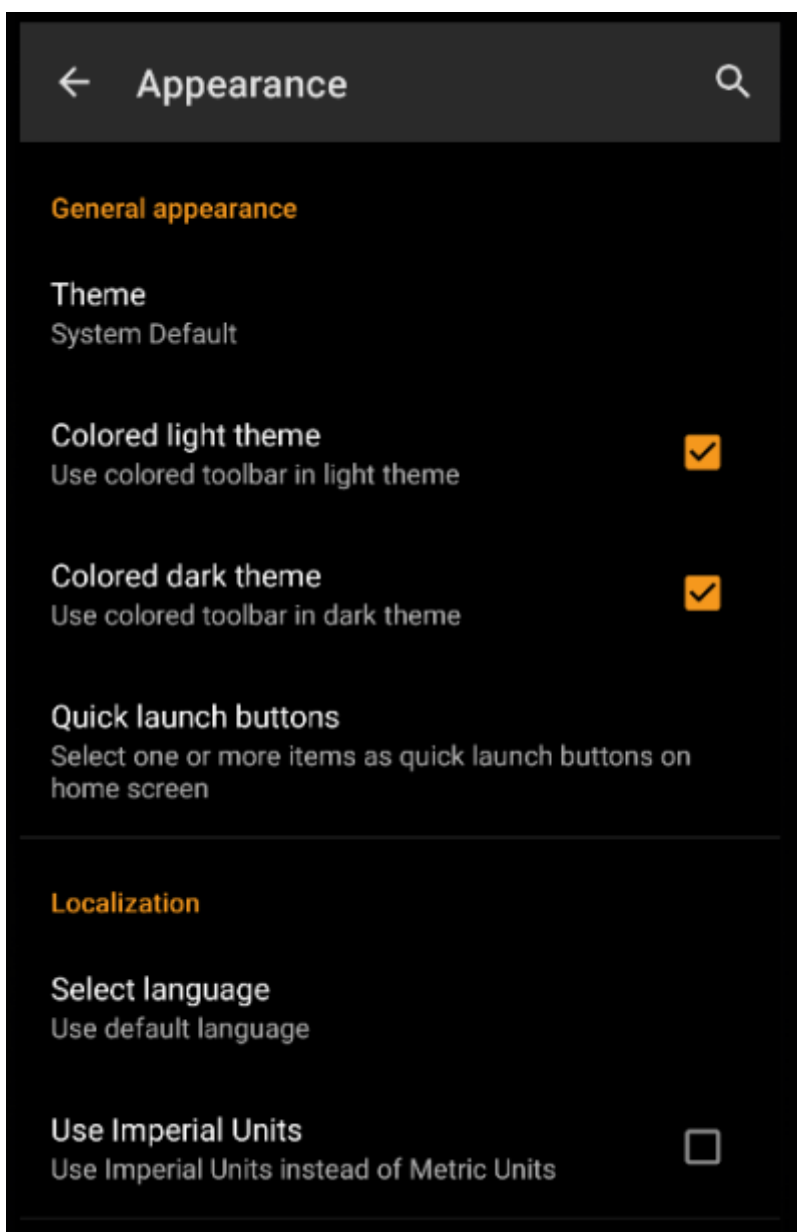 Appearance
General appearance
Theme
System Default
Colored light theme
Use colored toolbar in light theme
Colored dark theme
Use colored toolbar in dark theme
Quick launch buttons
Select one or more items as quick launch buttons on
home screen
Localization
Select language
Use default language
Use Imperial Units
Use Imperial Units instead of Metric Units